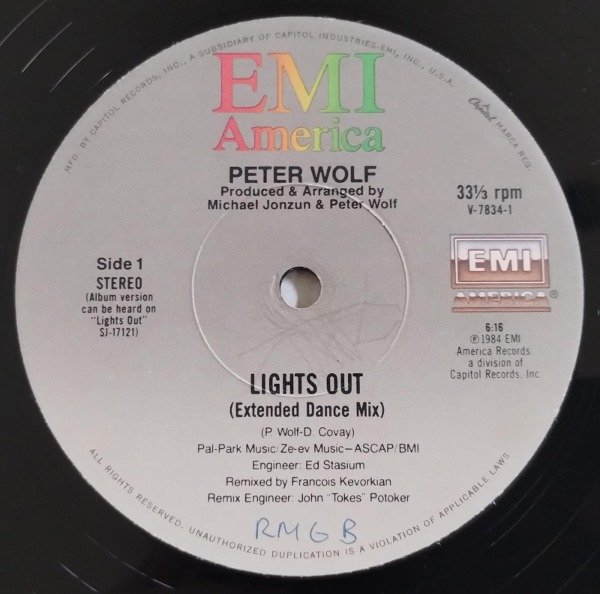 MFD. BY CAPITOL RECORDS, INC., A SUBSIDIARY OF CAPITOL INDUSTRIES-EMI, INC., U.S.A.
Capitol MARCA REG.
EMI
America
PETER WOLF
Produced & Arranged by
Michael Jonzun & Peter Wolf
33⅓ rpm
V-7834-1
Side 1
STEREO
(Album version
can be heard on
"Lights Out"
SJ-17121)
EMI
AMERICA®
6:16
℗1984 EMI
America Records,
a division of
Capitol Records, Inc.
LIGHTS OUT
(Extended Dance Mix)
(P. Wolf-D. Covay)
Pal-Park Music/Ze-ev Music—ASCAP/BMI
Engineer: Ed Stasium
Remixed by Francois Kevorkian
Remix Engineer: John "Tokes" Potoker
RMGB
ALL RIGHTS RESERVED. UNAUTHORIZED DUPLICATION IS A VIOLATION OF APPLICABLE LAWS